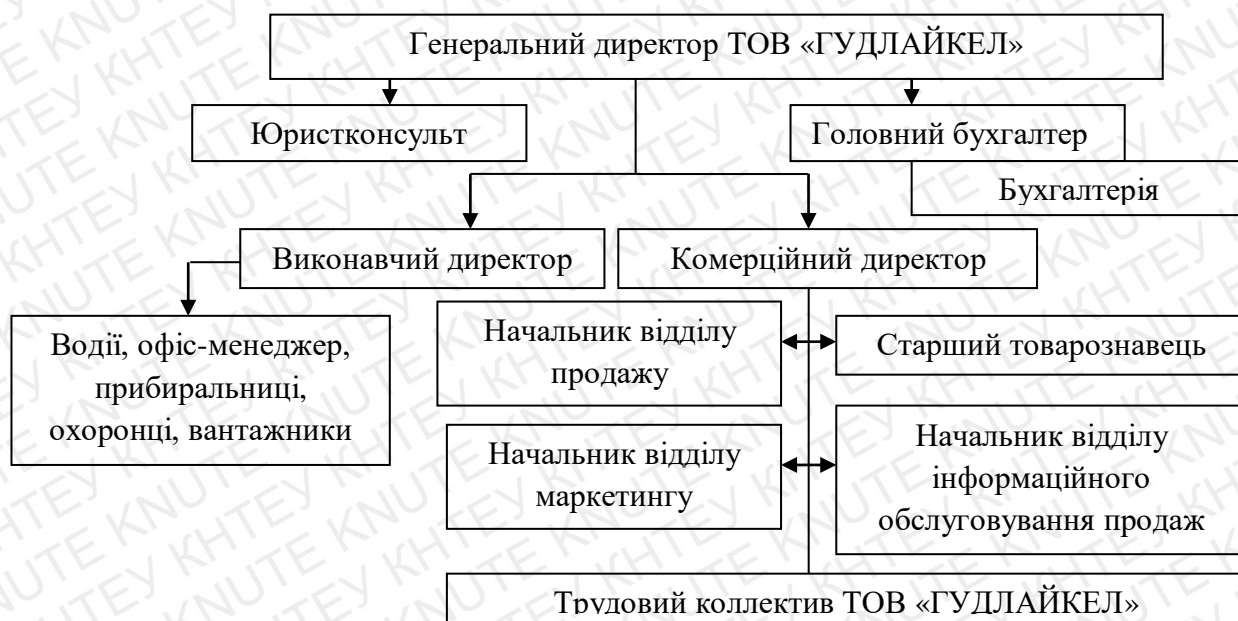 Генеральний директор ТОВ «ГУДЛАЙКЕЛ»
Юристконсульт
Головний бухгалтер
Бухгалтерія
Виконавчий директор
Комерційний директор
Водії, офіс-менеджер,
прибиральниці,
охоронці, вантажники
Начальник відділу
продажу
Старший товарознавець
Начальник відділу
маркетингу
Начальник відділу
інформаційного
обслуговування продаж
Трудовий коллектив ТОВ «ГУДЛАЙКЕЛ»